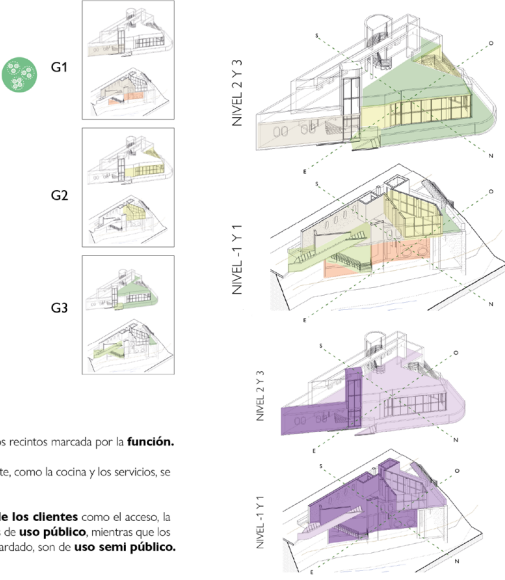 G1
G2
G3
NIVEL 2 Y 3
S
O
E
N
NIVEL -1 Y 1
S
O
E
N
NIVEL 2 Y 3
S
O
E
N
NIVEL -1 Y 1
S
O
E
N
os recintos marcada por la función.
te, como la cocina y los servicios, se
de los clientes como el acceso, la
s de uso público, mientras que los
ardado, son de uso semi público.